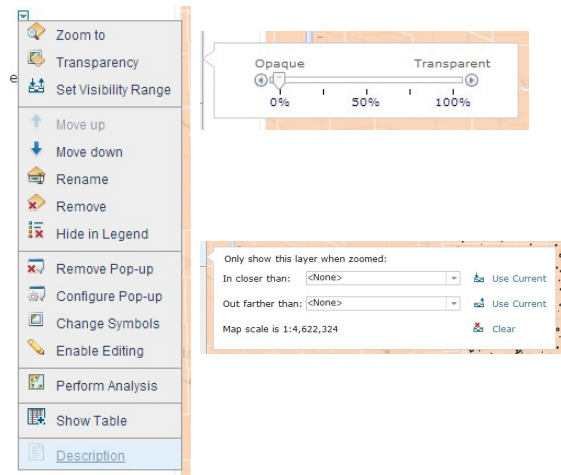 Zoom to
Transparency
e
Set Visibility Range
Move up
Move down
Rename
Remove
Hide in Legend
Remove Pop-up
Configure Pop-up
Change Symbols
Enable Editing
Perform Analysis
Show Table
Description
Opaque Transparent
0% 50% 100%
Only show this layer when zoomed:
In closer than: <None> Use Current
Out farther than: <None> Use Current
Map scale is 1:4,622,324 Clear